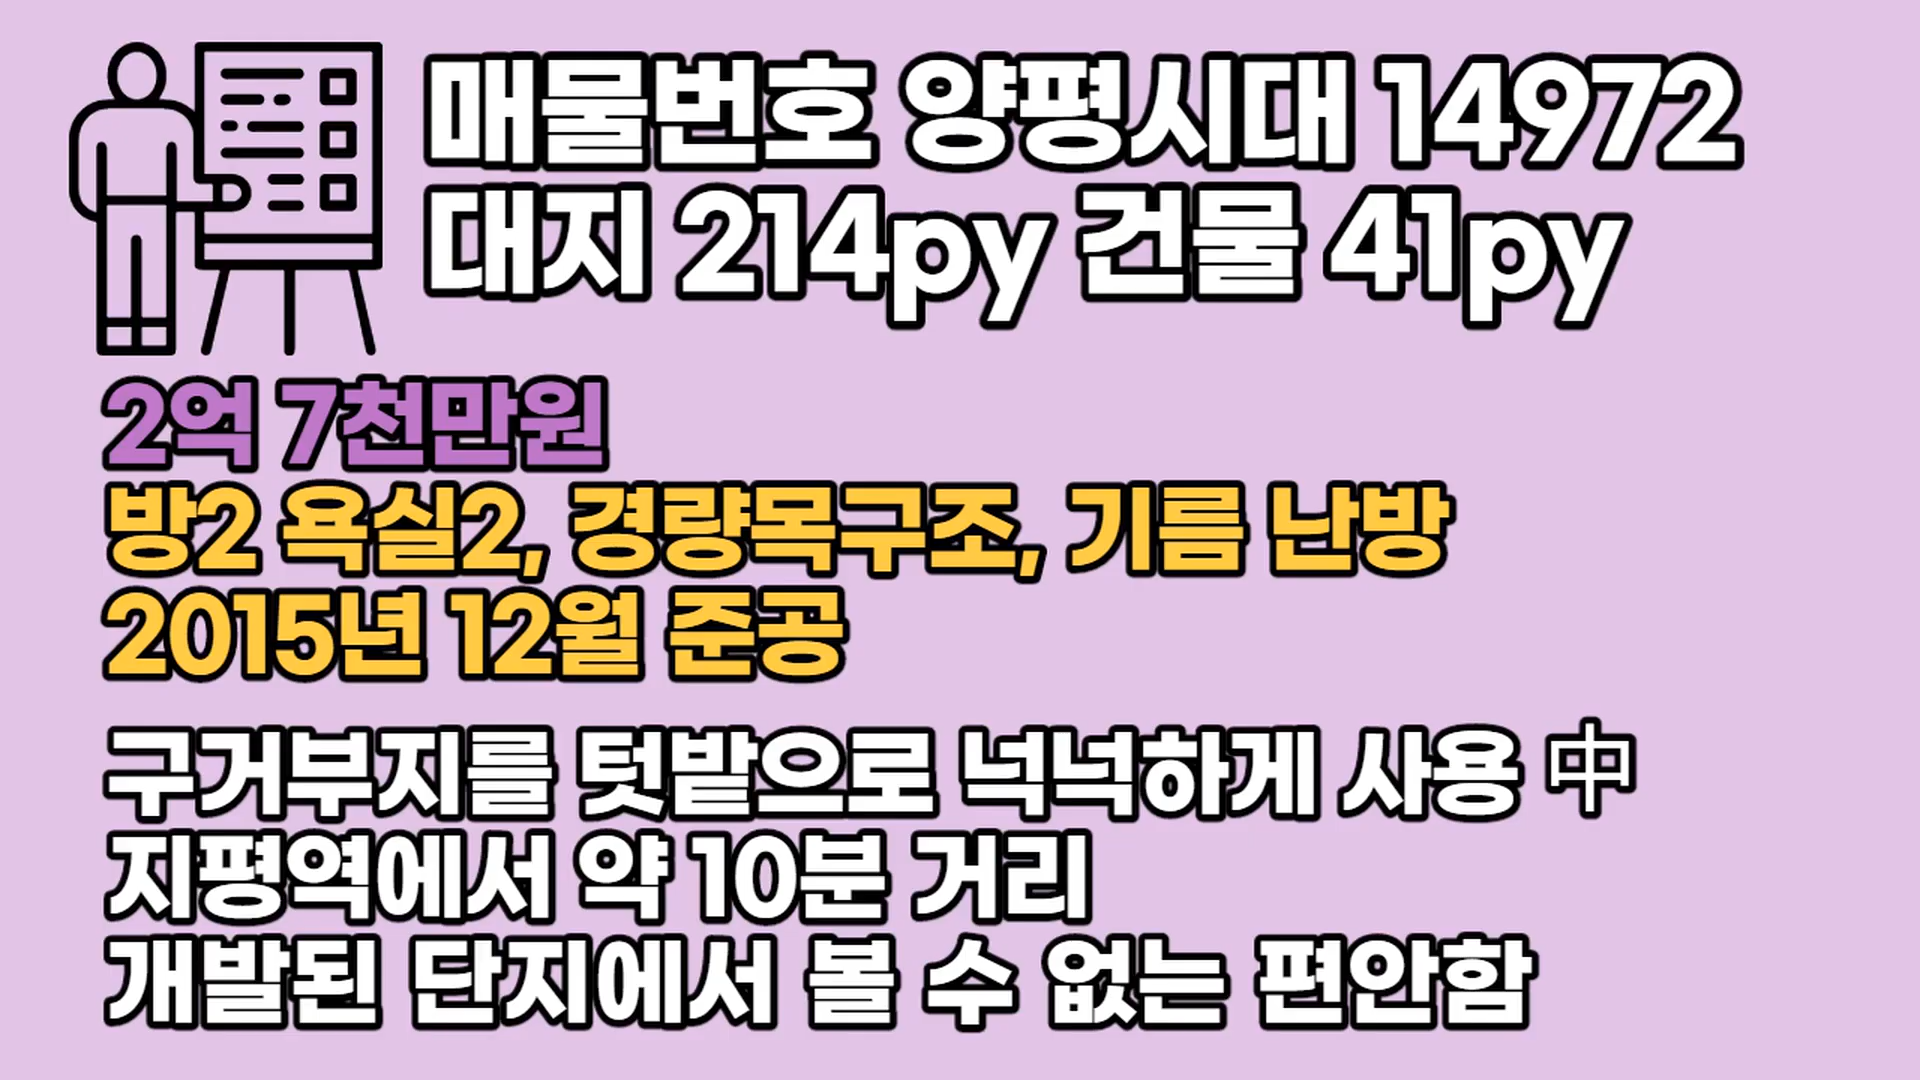 매물번호 양평시대 14972
대지 214py 건물 41py
2억 7천만원
방2 욕실2, 경량목구조, 기름 난방
2015년 12월 준공
구거부지를 텃밭으로 넉넉하게 사용 中
지평역에서 약 10분 거리
개발된 단지에서 볼 수 없는 편안함